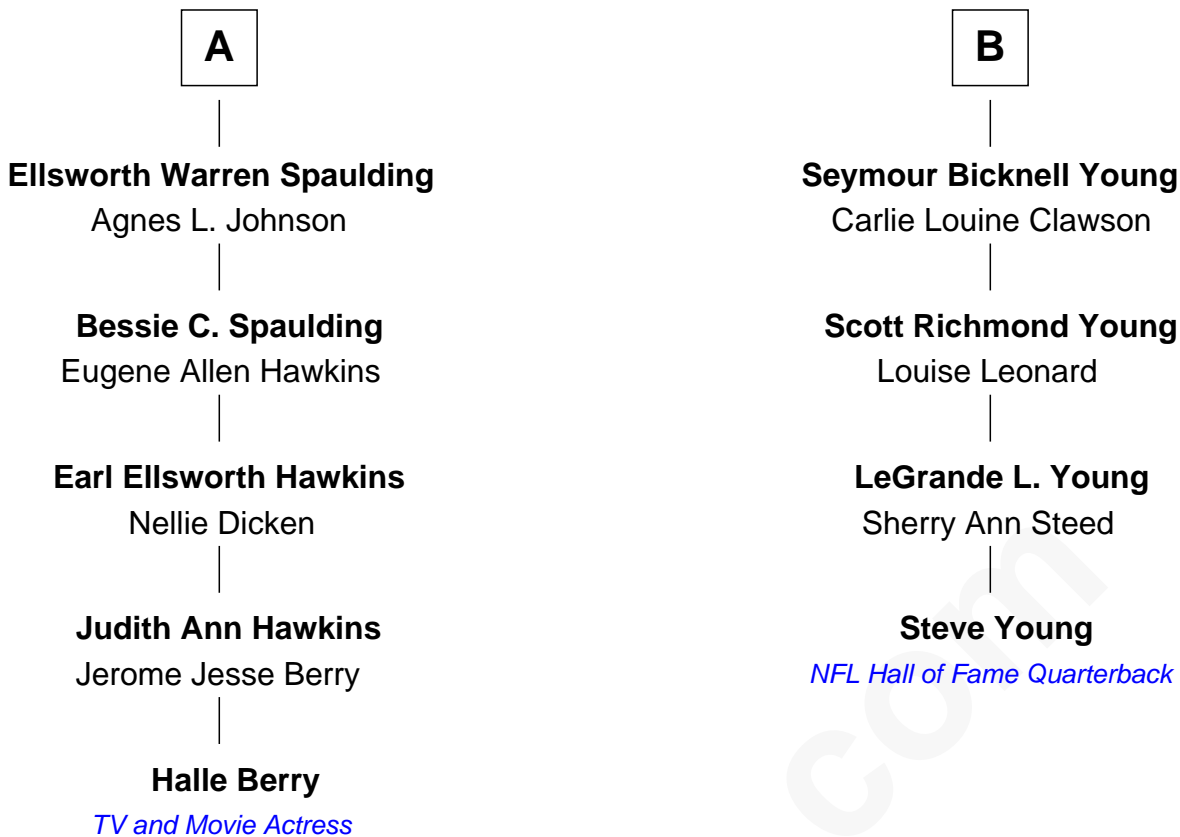 A
Ellsworth Warren Spaulding
Agnes L. Johnson
Bessie C. Spaulding
Eugene Allen Hawkins
Earl Ellsworth Hawkins
Nellie Dicken
Judith Ann Hawkins
Jerome Jesse Berry
Halle Berry
TV and Movie Actress
B
Seymour Bicknell Young
Carlie Louine Clawson
Scott Richmond Young
Louise Leonard
LeGrande L. Young
Sherry Ann Steed
Steve Young
NFL Hall of Fame Quarterback
com